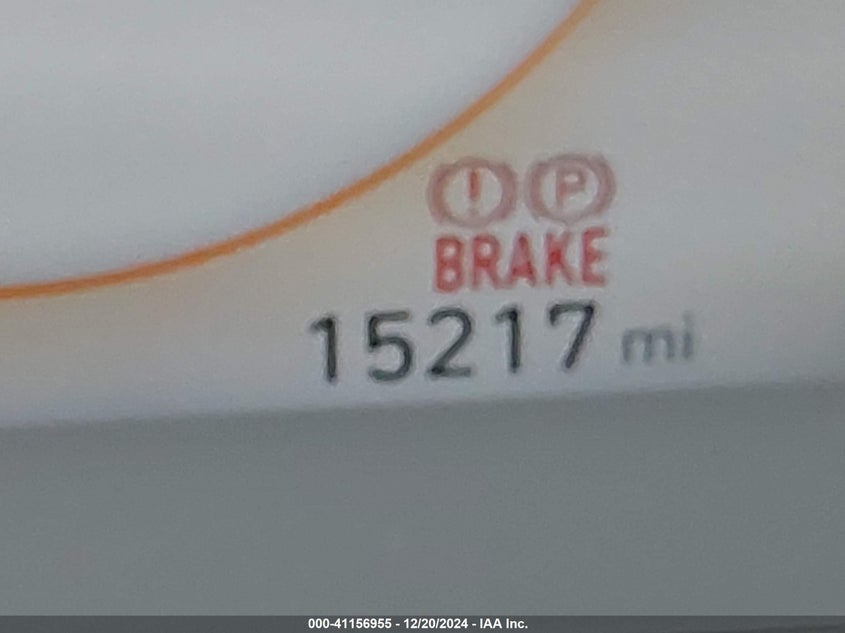 ! P
BRAKE
15217 mi
000-41156955 - 12/20/2024 - IAA Inc.